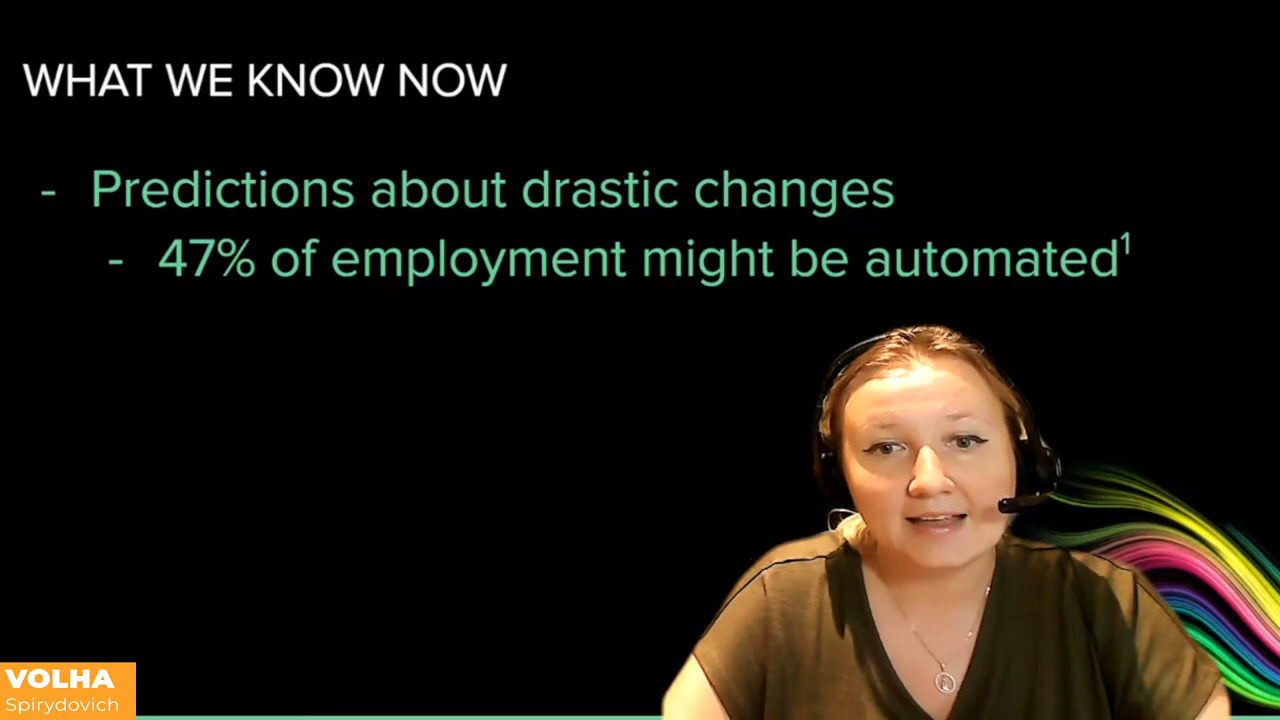 WHAT WE KNOW NOW
- Predictions about drastic changes
- 47% of employment might be automated¹
VOLHA
Spirydovich